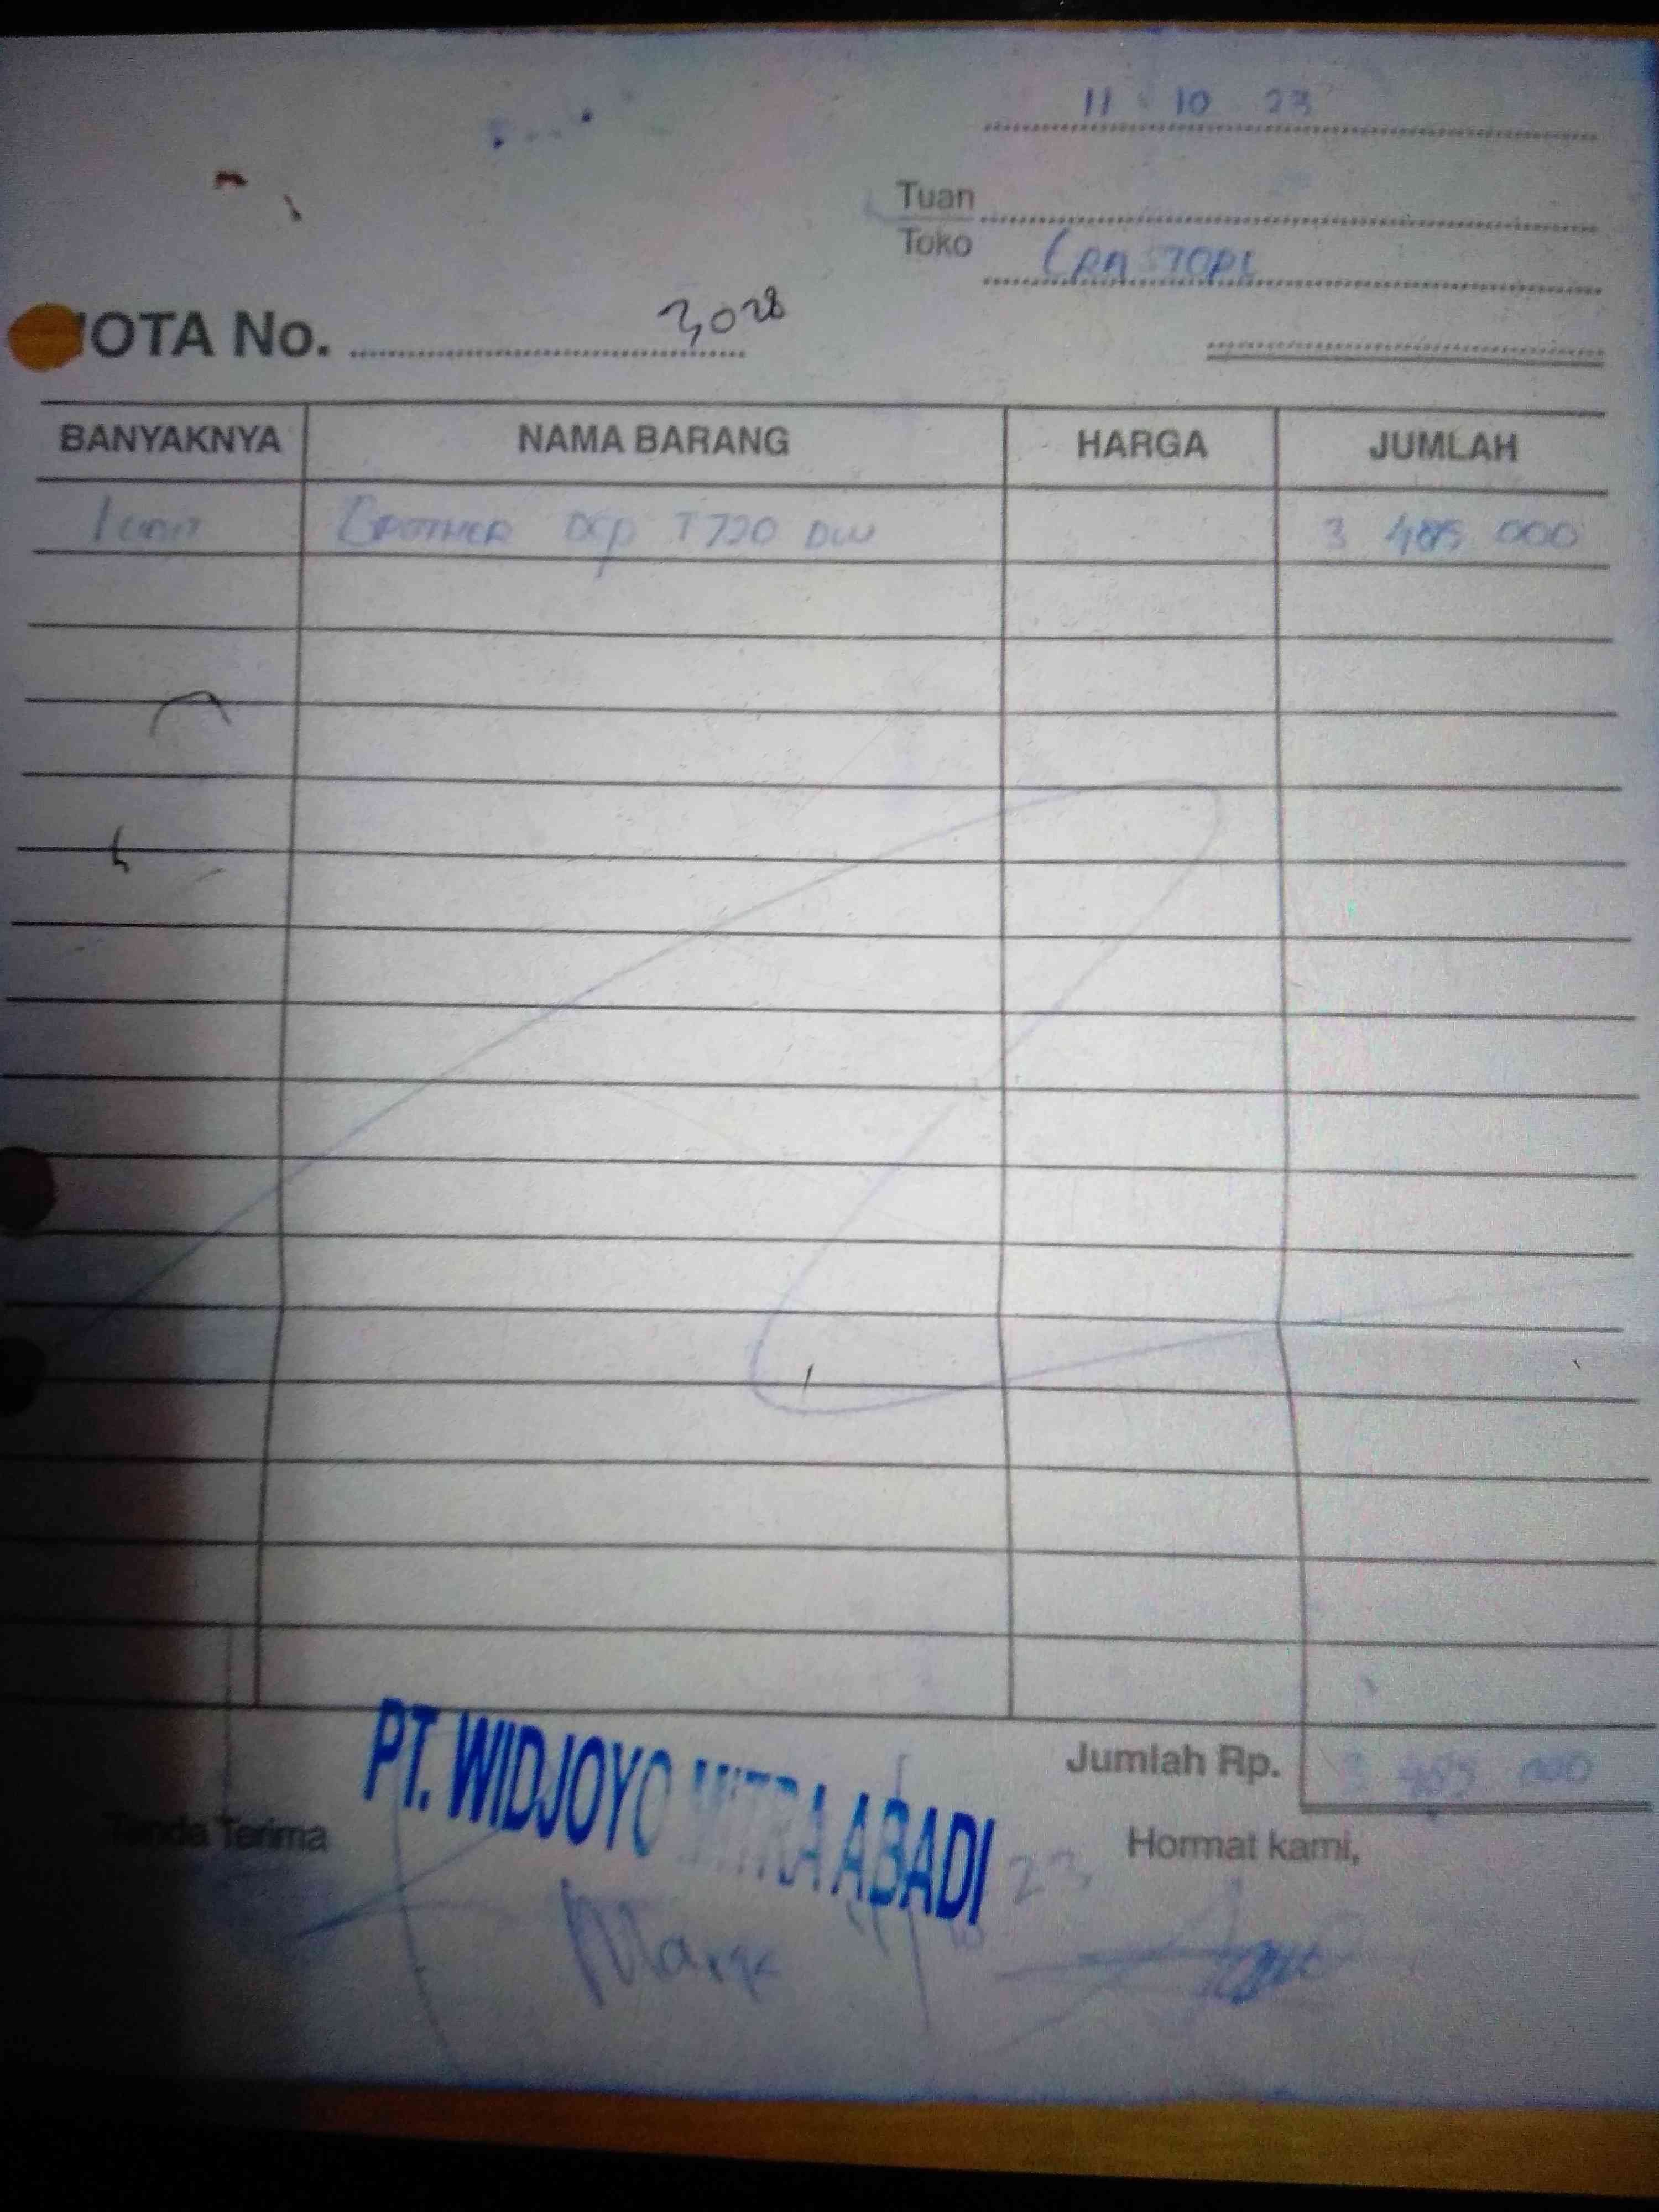 11 10 23
Tuan
Toko
NOTA No. 3028
BANYAKNYA NAMA BARANG HARGA JUMLAH
1 unit BROTHER DCP T720 DW 3 485 000
Jumlah Rp. 3 485 000
PT. WIDJOYO MITRA ABADI
Tanda Terima Hormat kami,
23